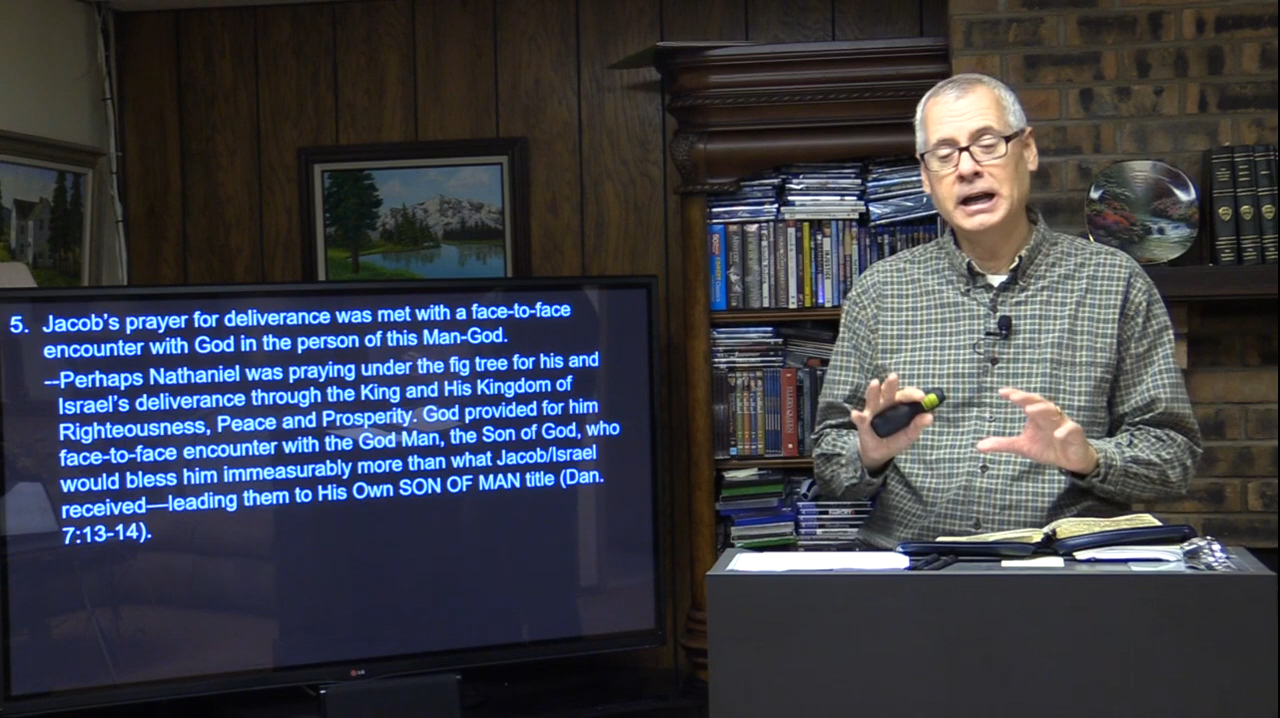 5. Jacob's prayer for deliverance was met with a face-to-face
encounter with God in the person of this Man-God.
--Perhaps Nathaniel was praying under the fig tree for his and
Israel's deliverance through the King and His Kingdom of
Righteousness, Peace and Prosperity. God provided for him
face-to-face encounter with the God Man, the Son of God, who
would bless him immeasurably more than what Jacob/Israel
received—leading them to His Own SON OF MAN title (Dan.
7:13-14).
LG
ELLERY QUEEN